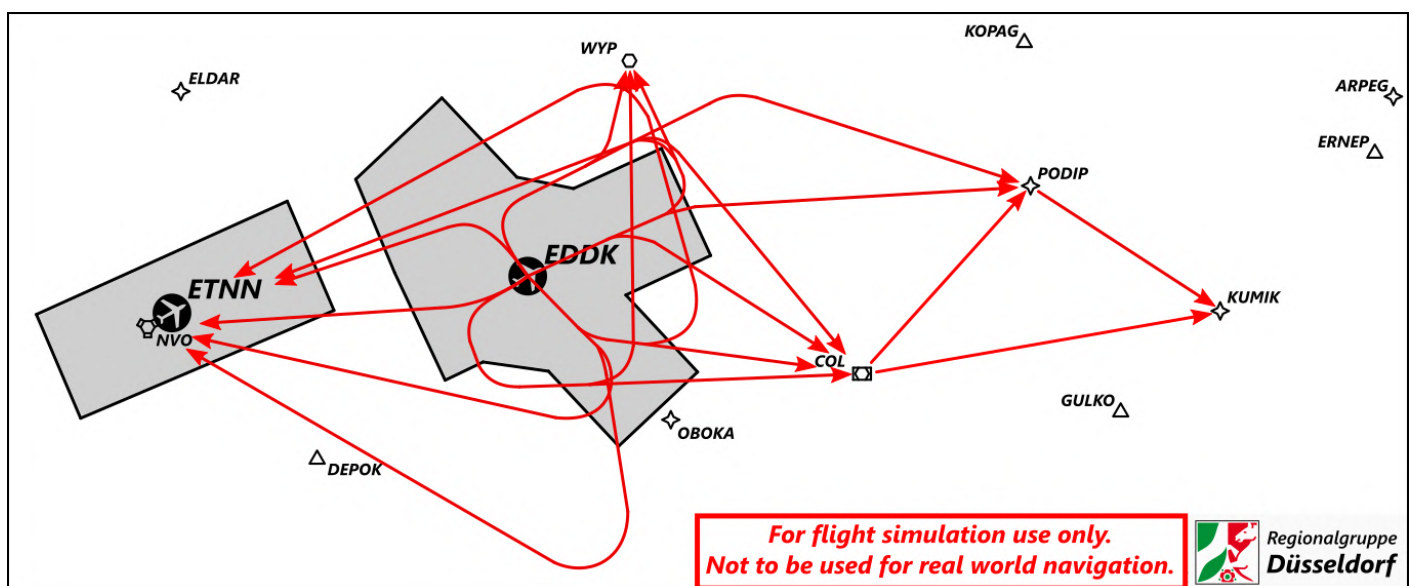 WYP
KOPAG
ELDAR
ARPEG
ERNEP
PODIP
EDDK
ETNN
NVO
KUMIK
COL
GULKO
OBOKA
DEPOK
For flight simulation use only.
Not to be used for real world navigation.
Regionalgruppe
Düsseldorf